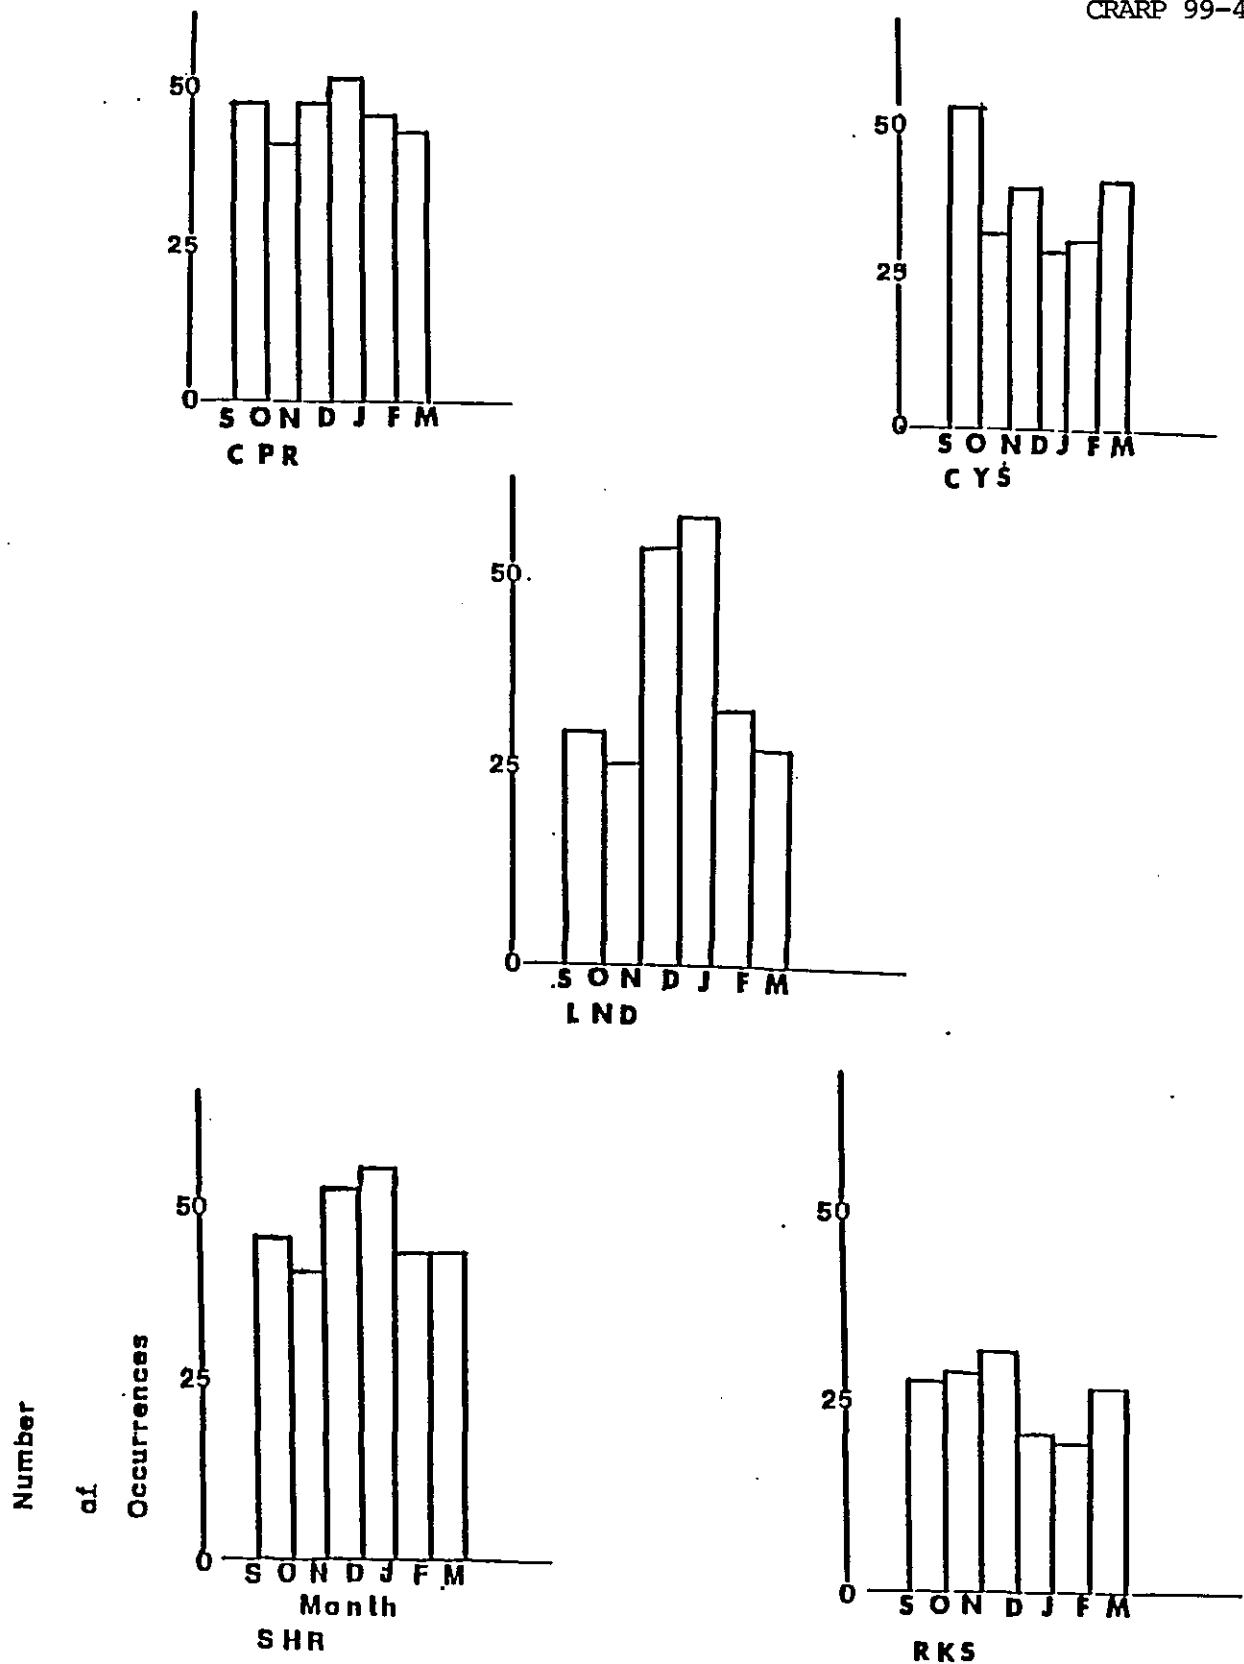 CRARP 99-4
50
25
0
S O N D J F M
C P R
50
25
0
S O N D J F M
C Y S
50
25
0
S O N D J F M
L N D
Number
of
Occurrences
50
25
0
S O N D J F M
Month
S H R
50
25
0
S O N D J F M
R K S